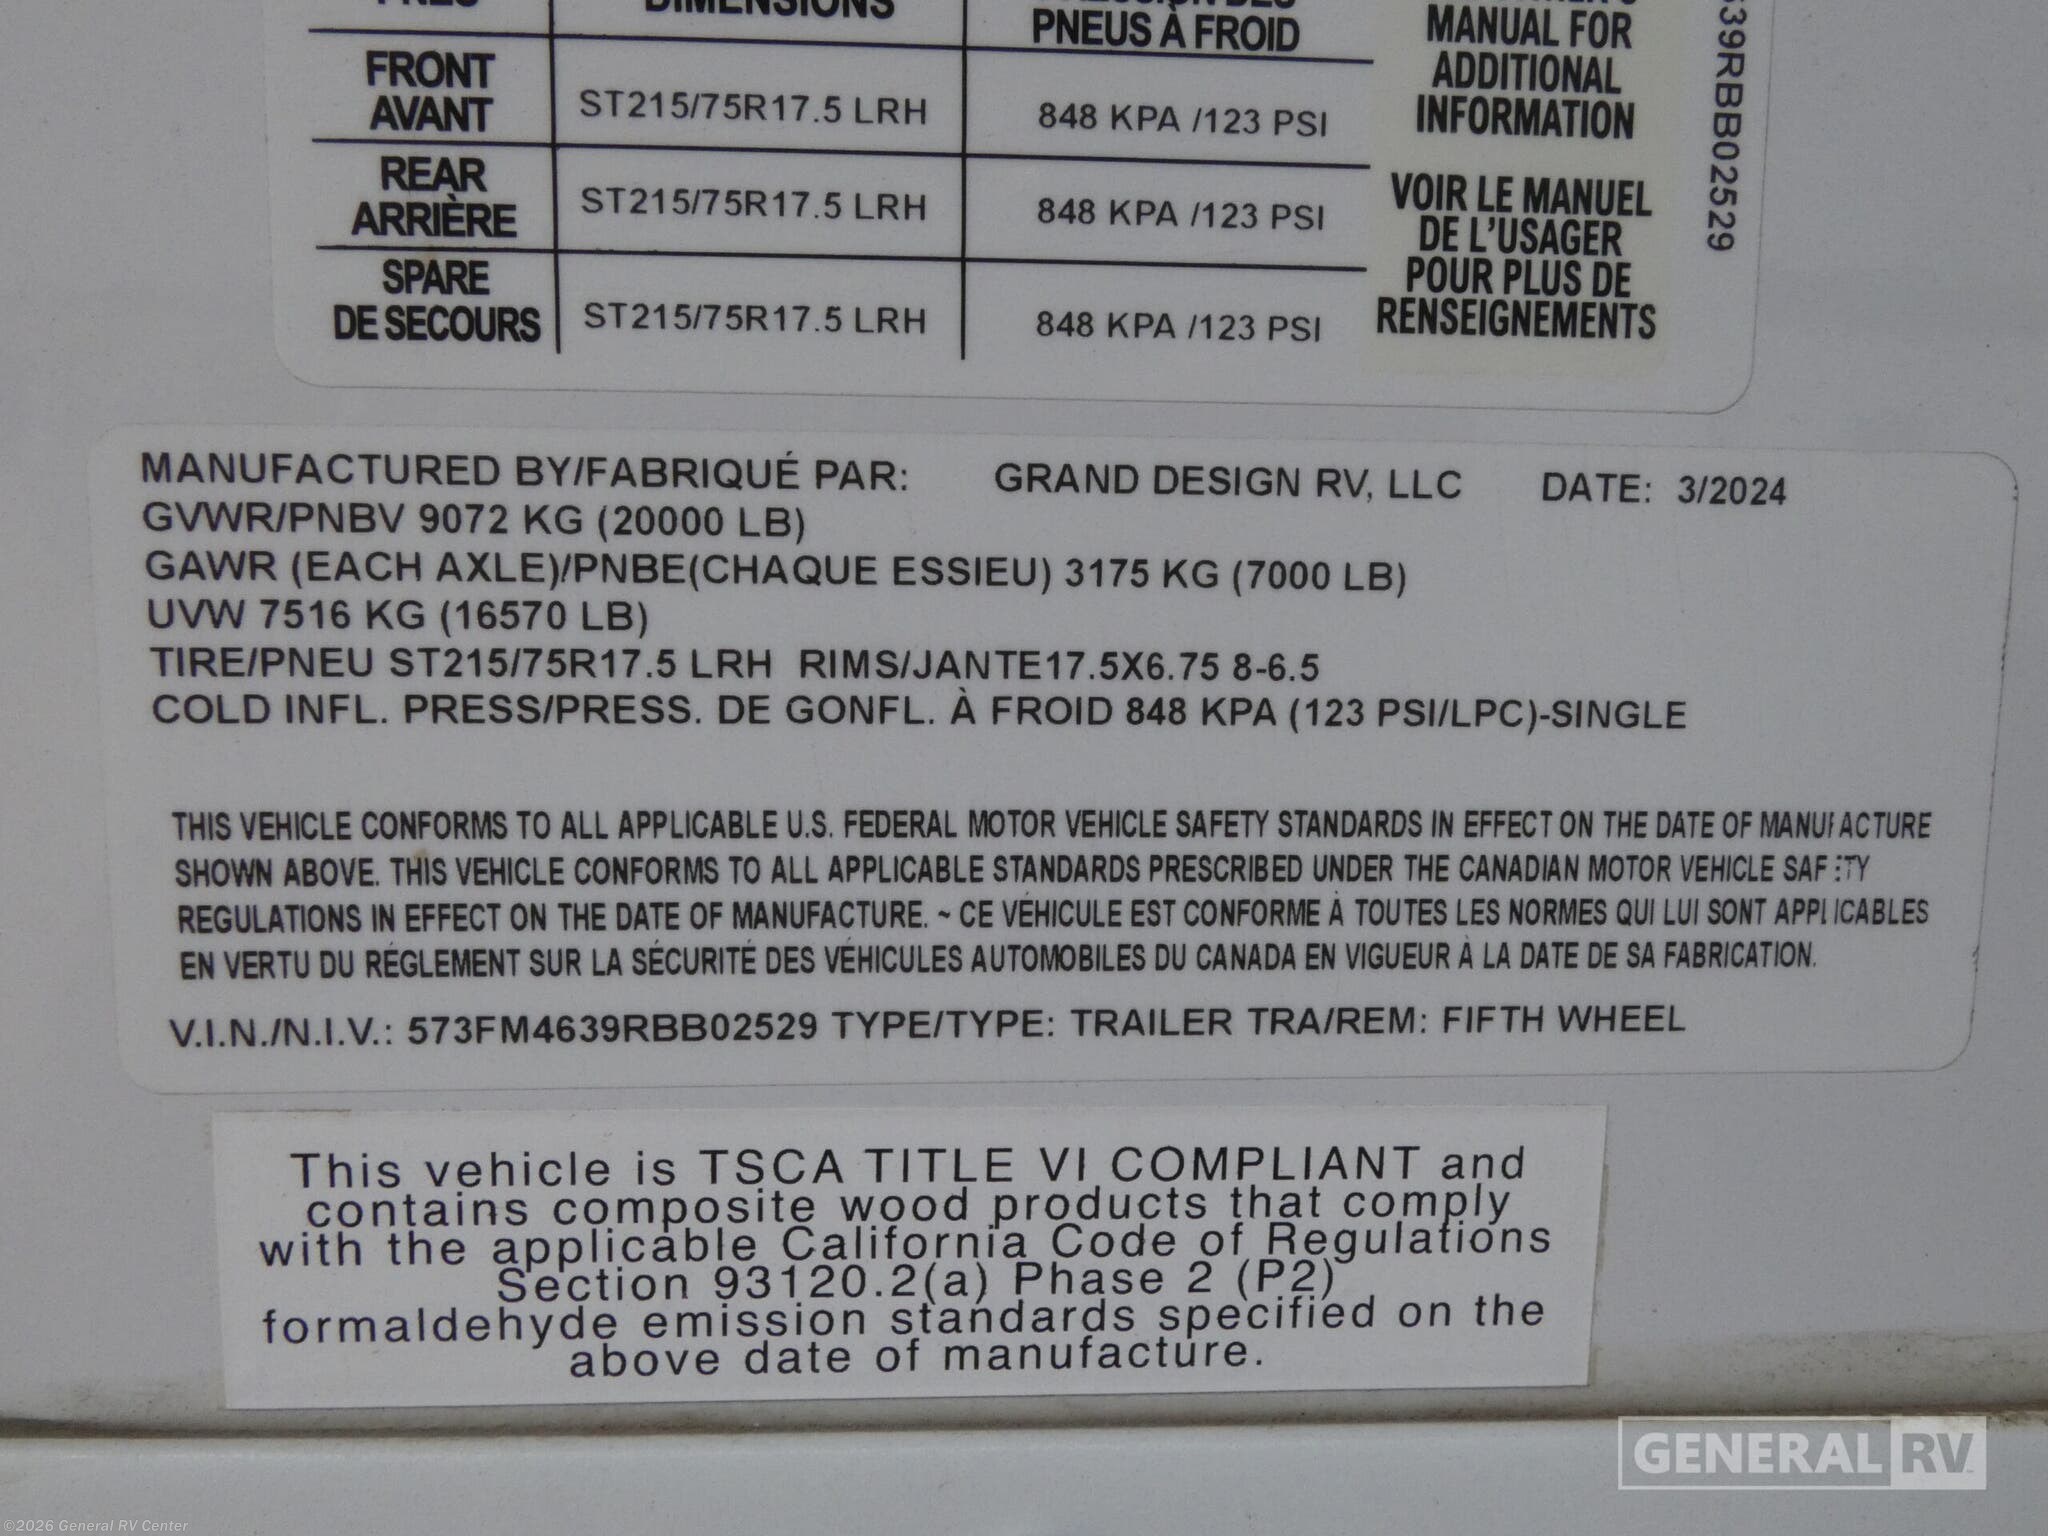 DIMENSIONS
PNEUS À FROID
MANUAL FOR
ADDITIONAL
INFORMATION
FRONT
AVANT
ST215/75R17.5 LRH
848 KPA /123 PSI
REAR
ARRIÈRE
ST215/75R17.5 LRH
848 KPA /123 PSI
SPARE
DE SECOURS
ST215/75R17.5 LRH
848 KPA /123 PSI
VOIR LE MANUEL
DE L'USAGER
POUR PLUS DE
RENSEIGNEMENTS
639RBB02529
MANUFACTURED BY/FABRIQUÉ PAR: GRAND DESIGN RV, LLC DATE: 3/2024
GVWR/PNBV 9072 KG (20000 LB)
GAWR (EACH AXLE)/PNBE(CHAQUE ESSIEU) 3175 KG (7000 LB)
UVW 7516 KG (16570 LB)
TIRE/PNEU ST215/75R17.5 LRH RIMS/JANTE17.5X6.75 8-6.5
COLD INFL. PRESS/PRESS. DE GONFL. À FROID 848 KPA (123 PSI/LPC)-SINGLE
THIS VEHICLE CONFORMS TO ALL APPLICABLE U.S. FEDERAL MOTOR VEHICLE SAFETY STANDARDS IN EFFECT ON THE DATE OF MANUFACTURE
SHOWN ABOVE. THIS VEHICLE CONFORMS TO ALL APPLICABLE STANDARDS PRESCRIBED UNDER THE CANADIAN MOTOR VEHICLE SAFETY
REGULATIONS IN EFFECT ON THE DATE OF MANUFACTURE. ~ CE VÉHICULE EST CONFORME À TOUTES LES NORMES QUI LUI SONT APPLICABLES
EN VERTU DU RÉGLEMENT SUR LA SÉCURITÉ DES VÉHICULES AUTOMOBILES DU CANADA EN VIGUEUR À LA DATE DE SA FABRICATION.
V.I.N./N.I.V.: 573FM4639RBB02529 TYPE/TYPE: TRAILER TRA/REM: FIFTH WHEEL
This vehicle is TSCA TITLE VI COMPLIANT and
contains composite wood products that comply
with the applicable California Code of Regulations
Section 93120.2(a) Phase 2 (P2)
formaldehyde emission standards specified on the
above date of manufacture.
GENERAL RV
©2026 General RV Center